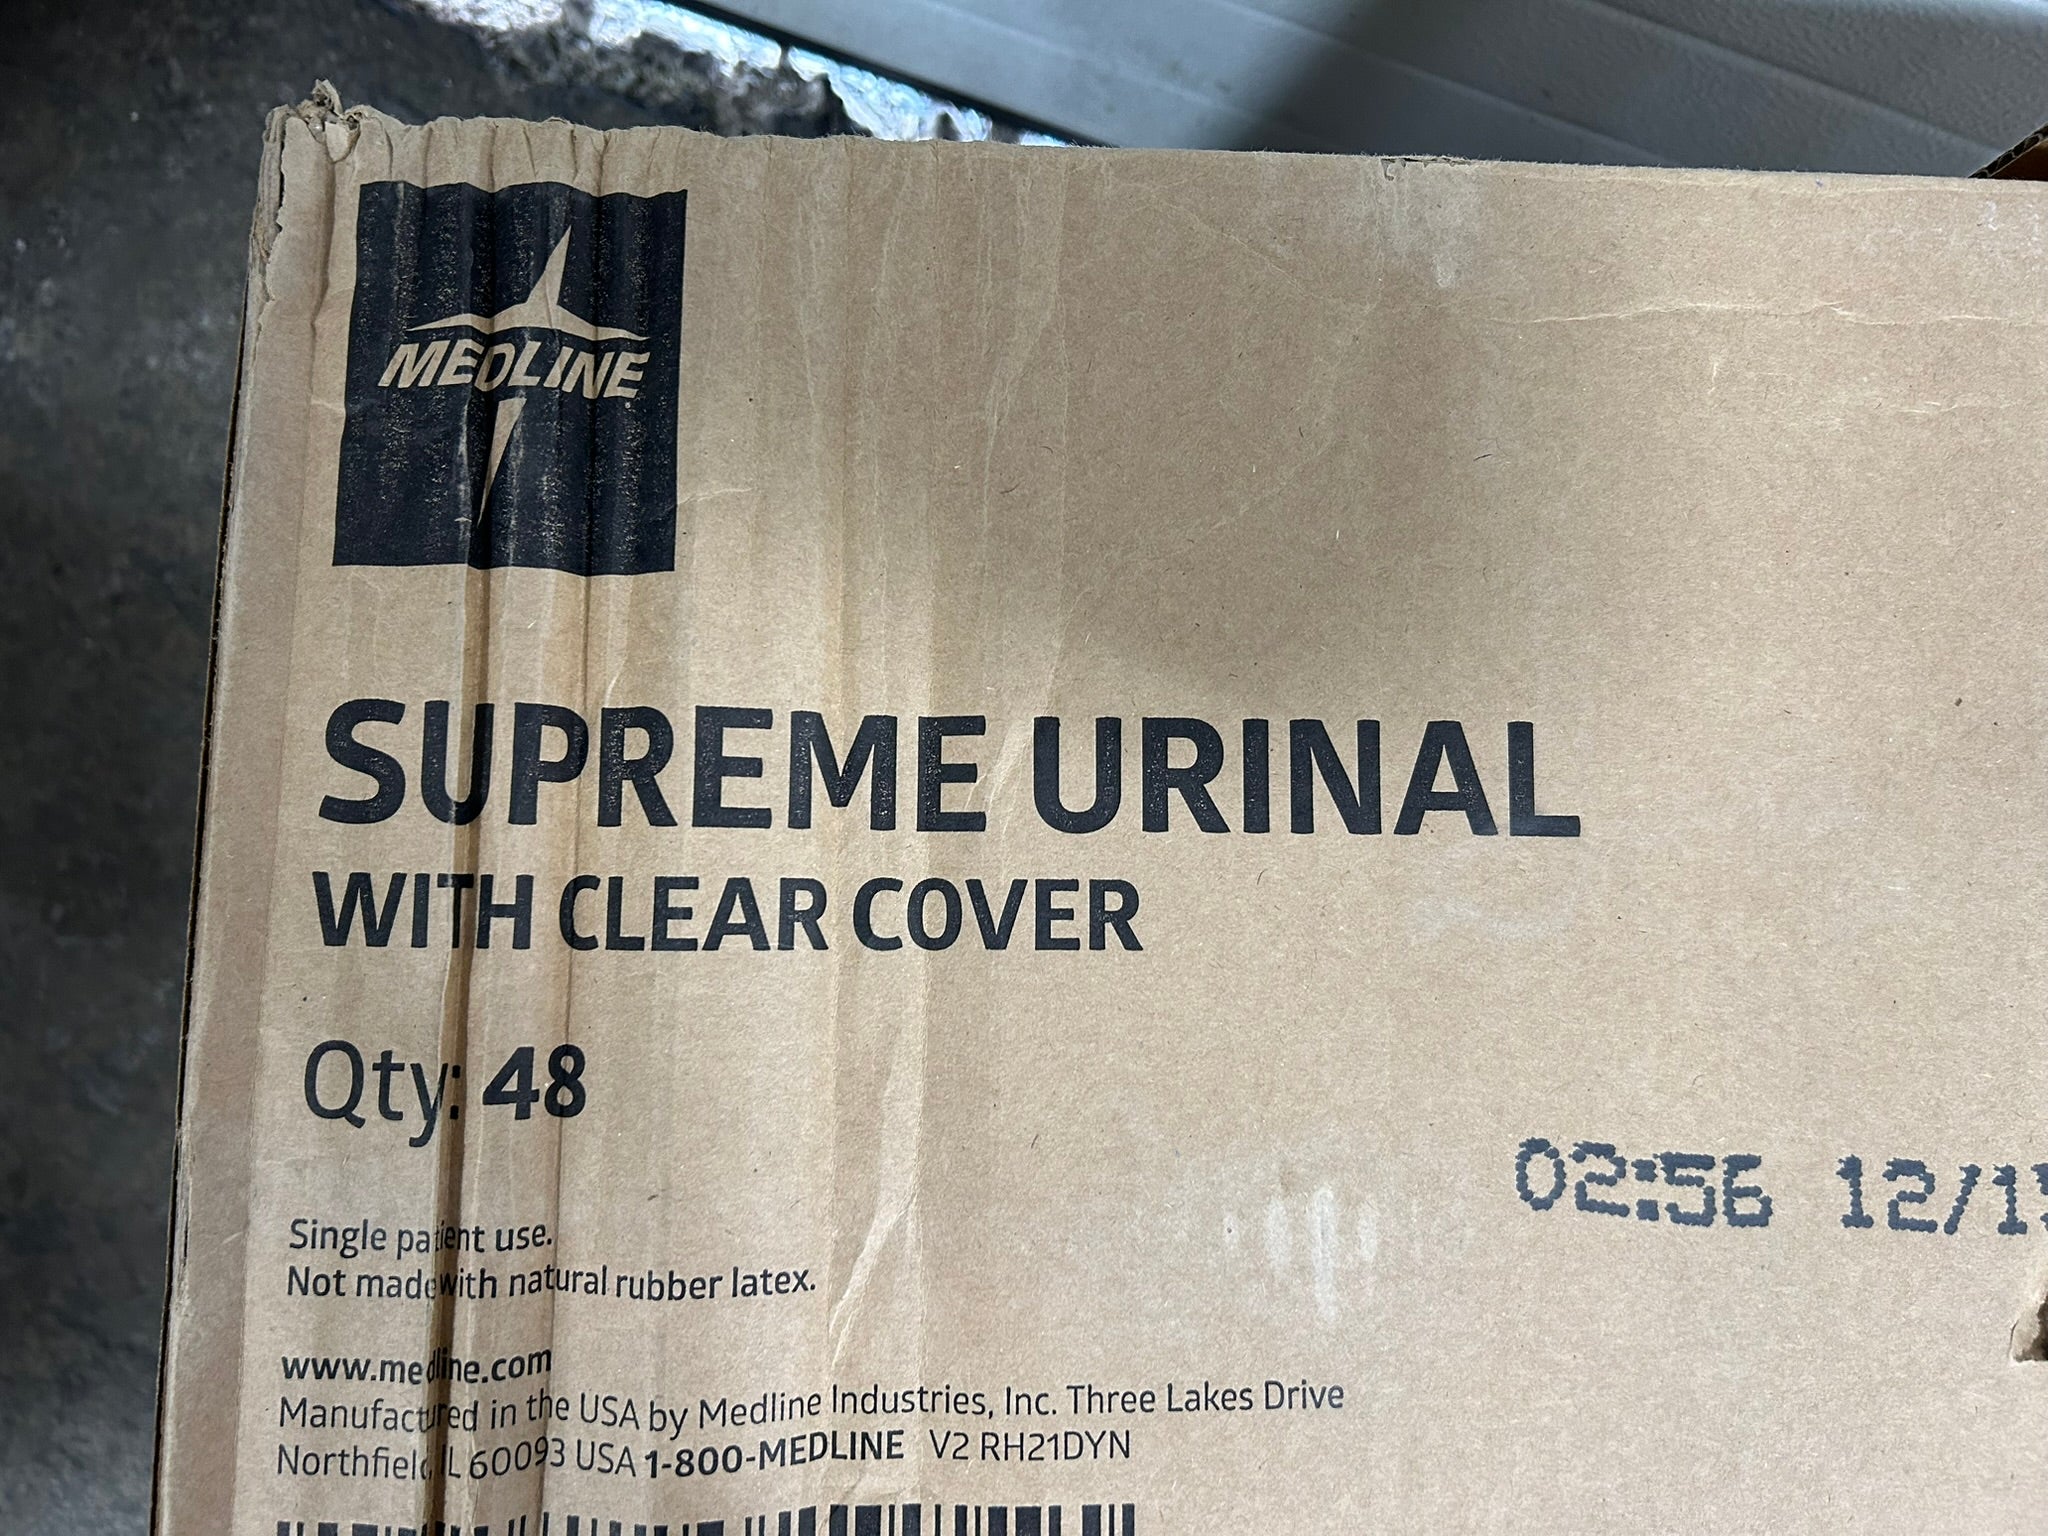 MEDLINE
SUPREME URINAL
WITH CLEAR COVER
Qty: 48
02:56 12/15
Single patient use.
Not made with natural rubber latex.
www.medline.com
Manufactured in the USA by Medline Industries, Inc. Three Lakes Drive
Northfield, IL 60093 USA 1-800-MEDLINE V2 RH21DYN